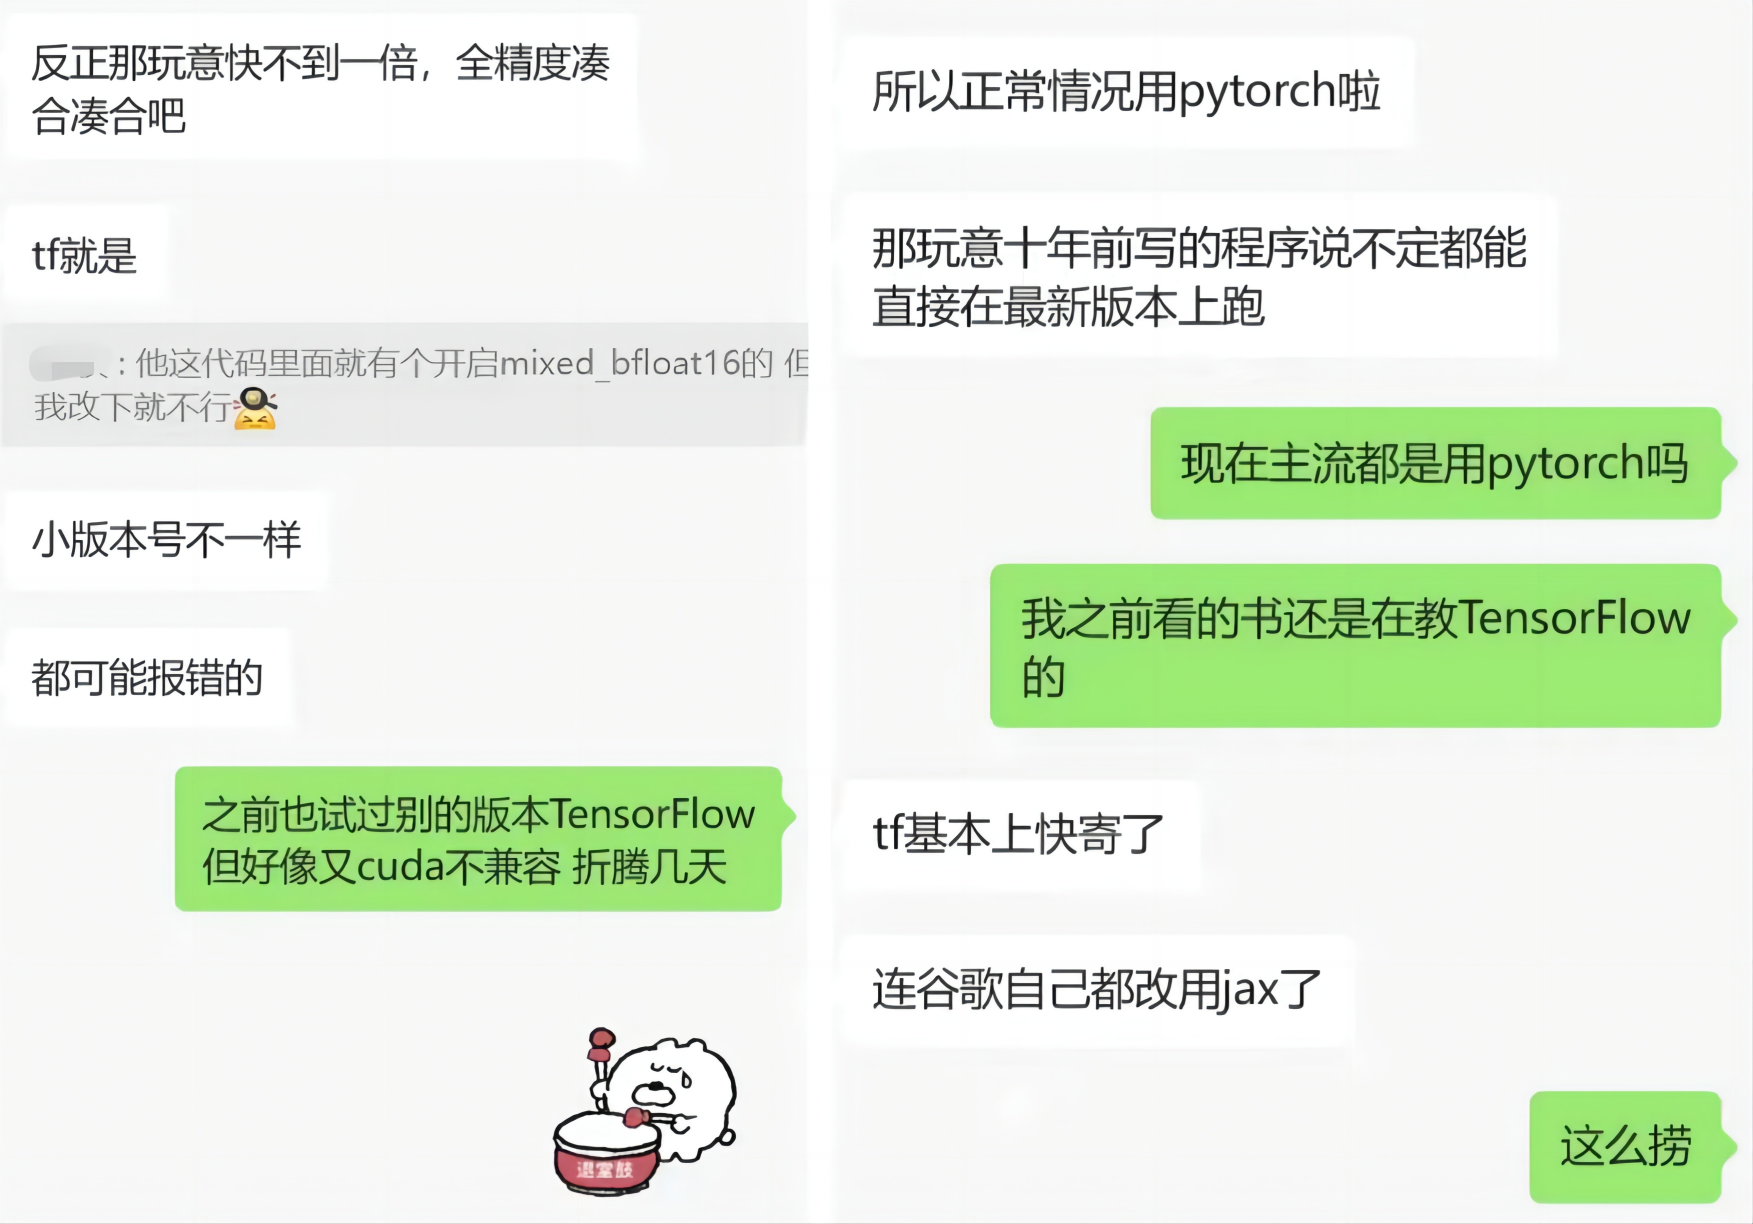 反正那玩意快不到一倍，全精度凑
合凑合吧
tf就是
: 他这代码里面就有个开启mixed_bfloat16的 但
我改下就不行
小版本号不一样
都可能报错的
之前也试过别的版本TensorFlow
但好像又cuda不兼容 折腾几天
退堂鼓
所以正常情况用pytorch啦
那玩意十年前写的程序说不定都能
直接在最新版本上跑
现在主流都是用pytorch吗
我之前看的书还是在教TensorFlow
的
tf基本上快寄了
连谷歌自己都改用jax了
这么捞